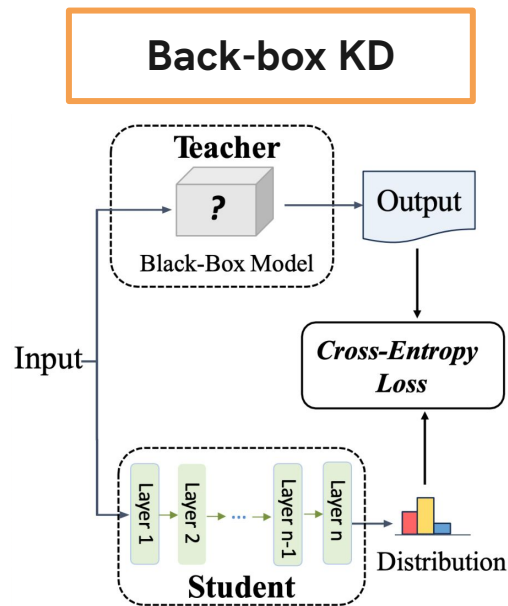 Back-box KD
Teacher
?
Black-Box Model
Output
Input
Cross-Entropy
Loss
Layer 1
Layer 2
...
Layer n-1
Layer n
Student
Distribution